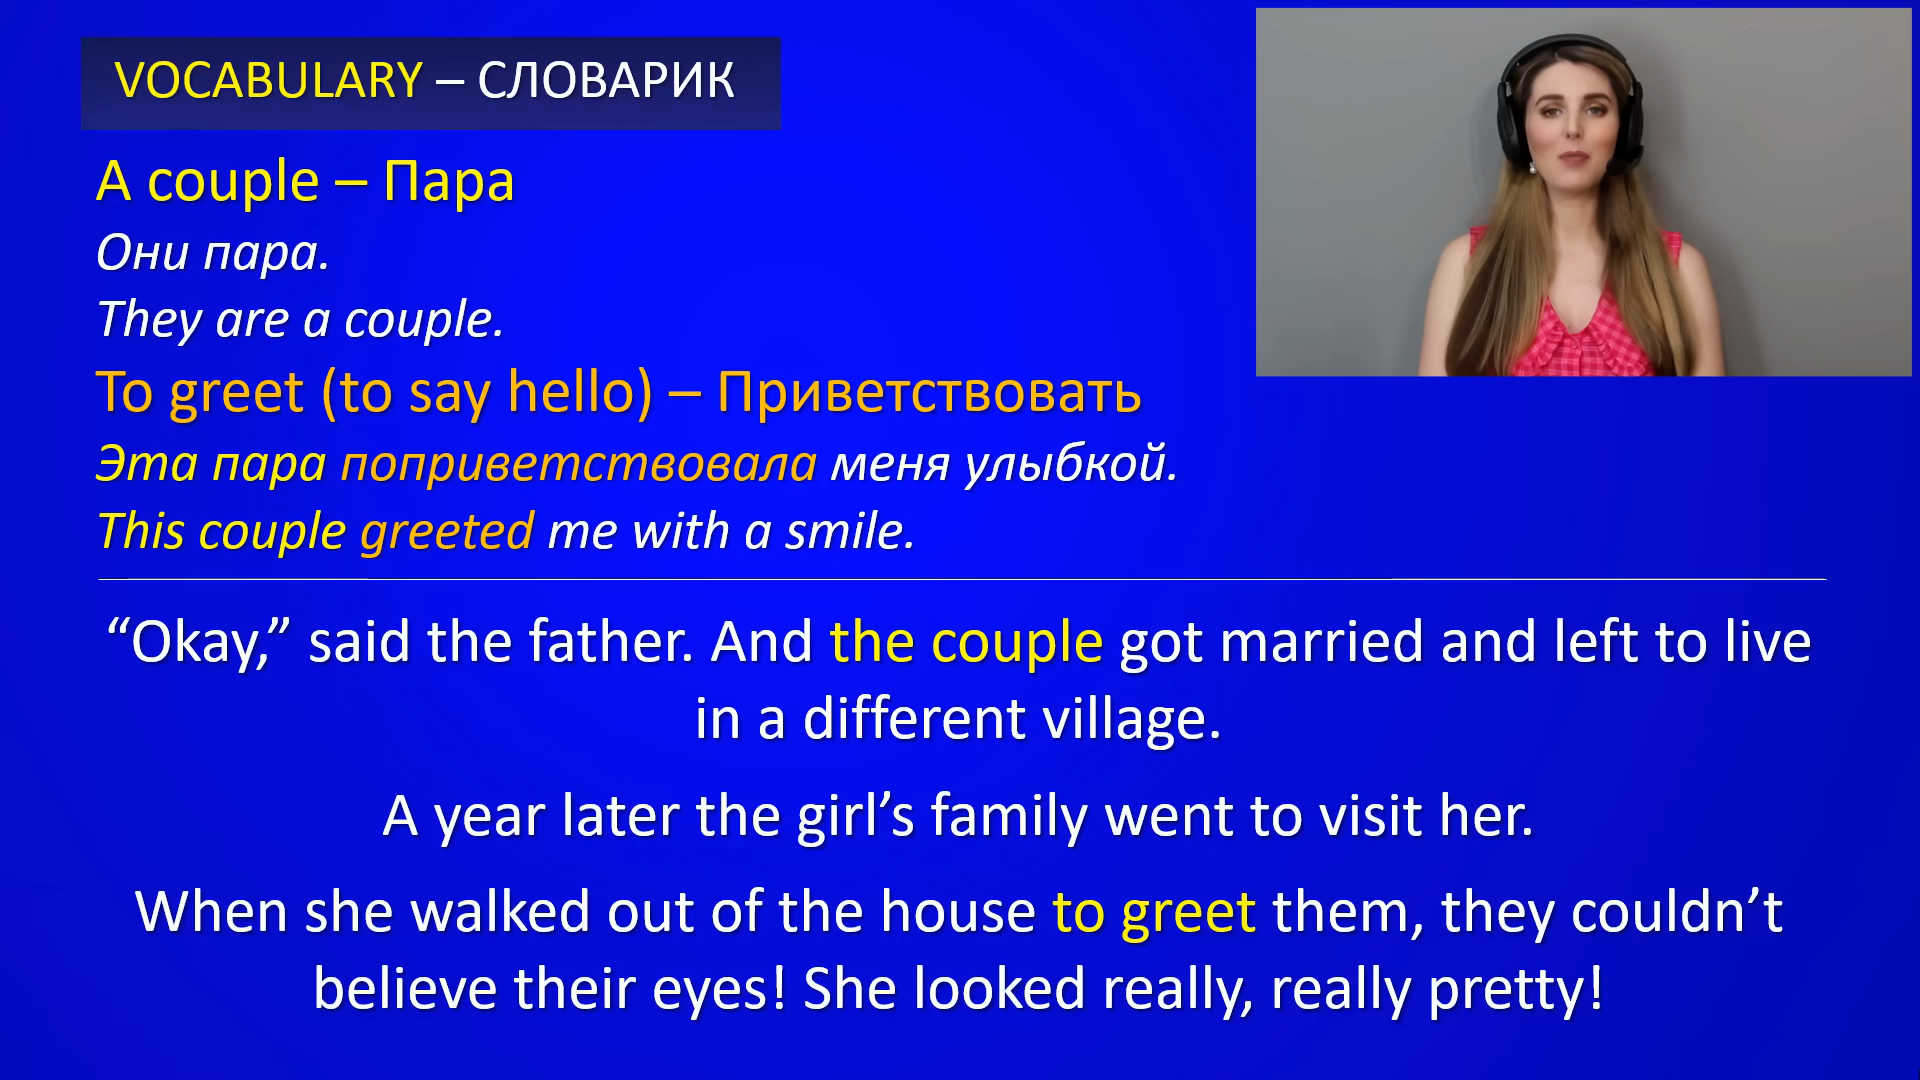 VOCABULARY – СЛОВАРИК
A couple – Пара
Они пара.
They are a couple.
To greet (to say hello) – Приветствовать
Эта пара поприветствовала меня улыбкой.
This couple greeted me with a smile.
“Okay,” said the father. And the couple got married and left to live
in a different village.
A year later the girl’s family went to visit her.
When she walked out of the house to greet them, they couldn’t
believe their eyes! She looked really, really pretty!